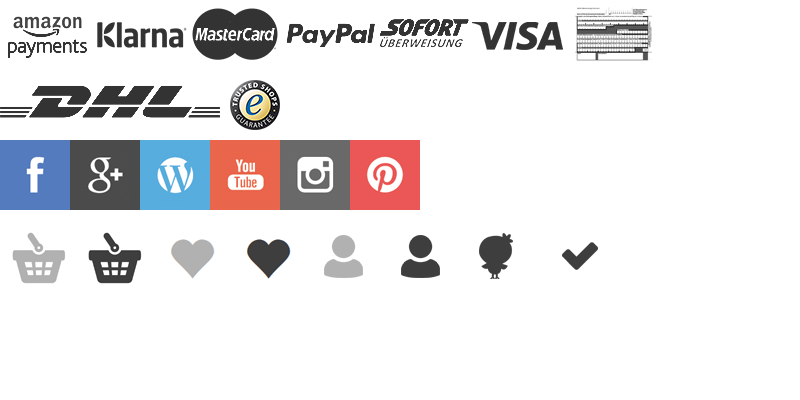 amazon
payments
Klarna®
MasterCard
PayPal
SOFORT
ÜBERWEISUNG
VISA
DHL
TRUSTED SHOPS
e
GUARANTEE
f
g+
W
You
Tube